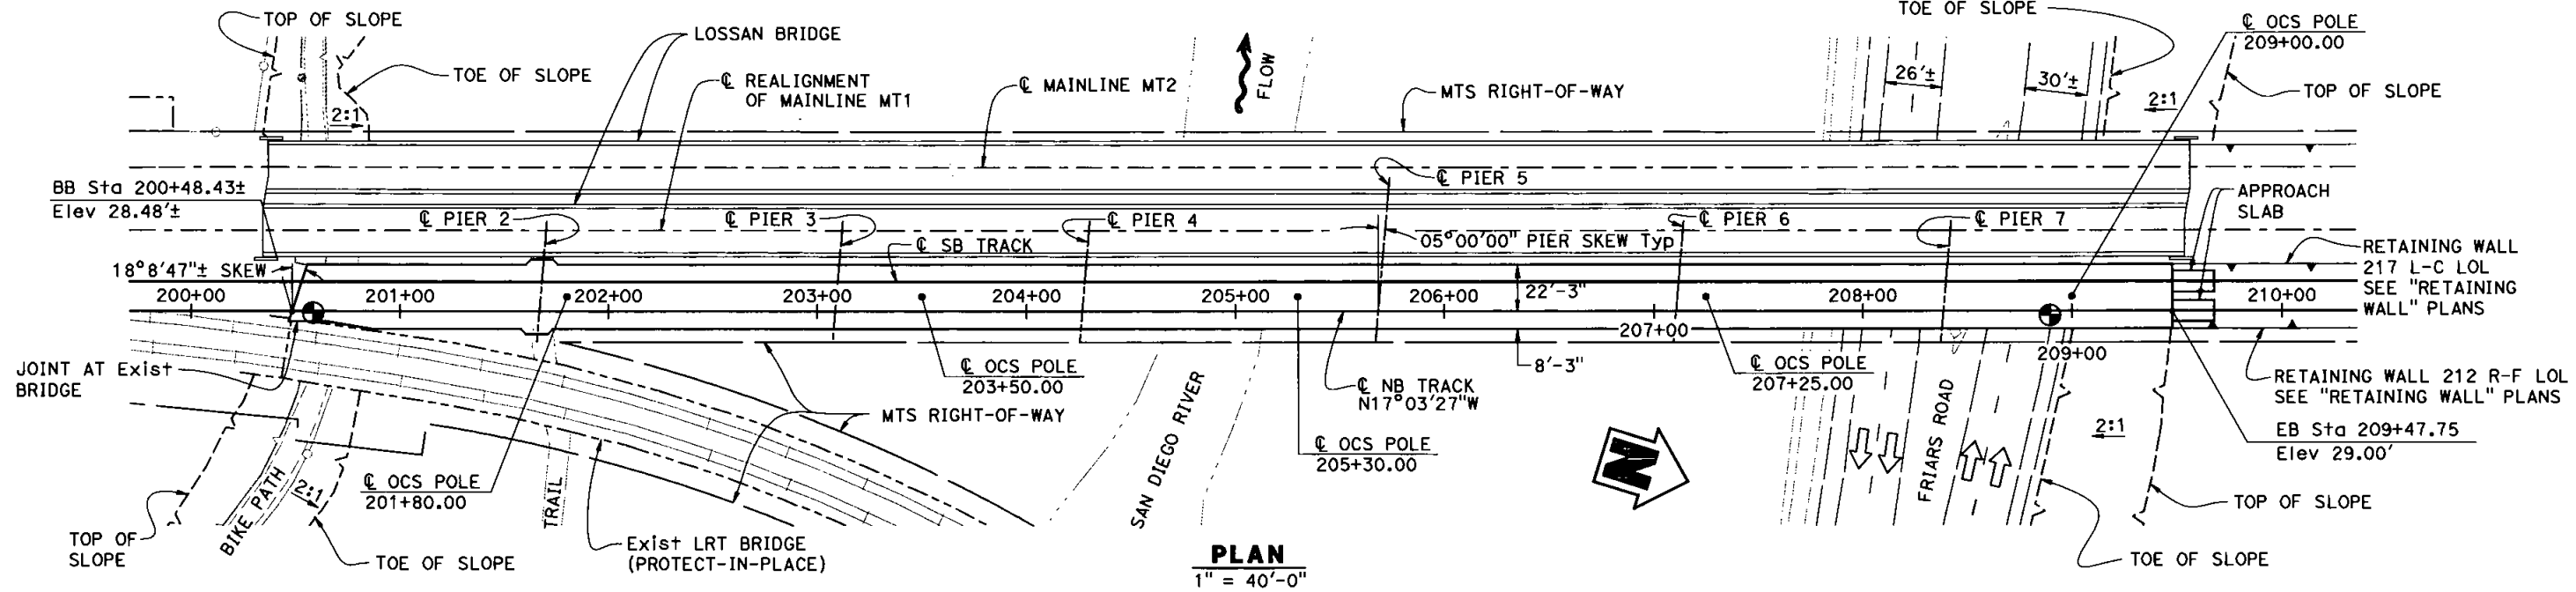 TOP OF SLOPE
TOE OF SLOPE
2:1
LOSSAN BRIDGE
℄ REALIGNMENT
OF MAINLINE MT1
℄ MAINLINE MT2
FLOW
MTS RIGHT-OF-WAY
TOE OF SLOPE
26'±
30'±
2:1
℄ OCS POLE
209+00.00
TOP OF SLOPE
BB Sta 200+48.43±
Elev 28.48'±
℄ PIER 2
℄ PIER 3
℄ PIER 4
℄ PIER 5
℄ PIER 6
℄ PIER 7
APPROACH
SLAB
18°8'47"± SKEW
℄ SB TRACK
05°00'00" PIER SKEW Typ
RETAINING WALL
217 L-C LOL
SEE "RETAINING
WALL" PLANS
200+00
201+00
202+00
203+00
204+00
205+00
206+00
22'-3"
207+00
208+00
209+00
210+00
8'-3"
JOINT AT Exist
BRIDGE
℄ OCS POLE
203+50.00
℄ NB TRACK
N17°03'27"W
℄ OCS POLE
207+25.00
RETAINING WALL 212 R-F LOL
SEE "RETAINING WALL" PLANS
MTS RIGHT-OF-WAY
SAN DIEGO RIVER
℄ OCS POLE
205+30.00
N
FRIARS ROAD
2:1
EB Sta 209+47.75
Elev 29.00'
℄ OCS POLE
201+80.00
2:1
BIKE PATH
TRAIL
TOP OF
SLOPE
TOE OF SLOPE
Exist LRT BRIDGE
(PROTECT-IN-PLACE)
TOP OF SLOPE
TOE OF SLOPE
PLAN
1" = 40'-0"